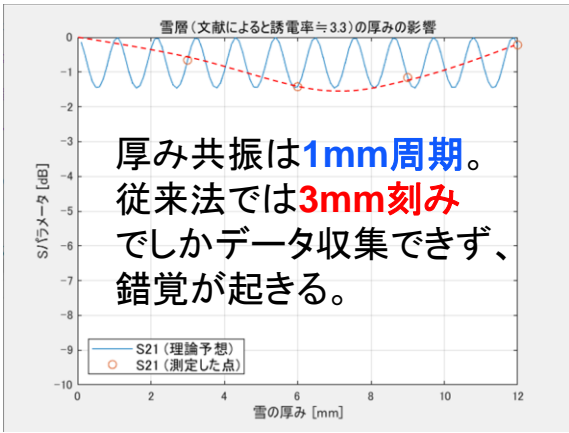 雪層(文献によると誘電率≒3.3)の厚みの影響
0
-1
-2
-3
-4
-5
-6
-7
-8
-9
-10
Sパラメータ [dB]
厚み共振は1mm周期。
従来法では3mm刻み
でしかデータ収集できず、
錯覚が起きる。
S21 (理論予想)
S21 (測定した点)
0 2 4 6 8 10 12
雪の厚み [mm]